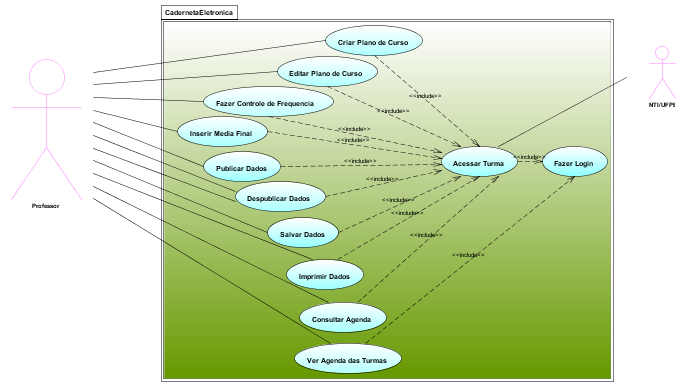 CadernetaEletronica
Criar Plano de Curso
Editar Plano de Curso
<<include>>
Fazer Controle de Frequencia
<<include>>
NTI/UFPE
Inserir Media Final
<<include>>
<<include>>
Publicar Dados
<<include>>
Acessar Turma
<<include>>
Fazer Login
<<include>>
Despublicar Dados
<<include>>
Professor
<<include>>
Salvar Dados
<<include>>
<<include>>
Imprimir Dados
Consultar Agenda
Ver Agenda das Turmas